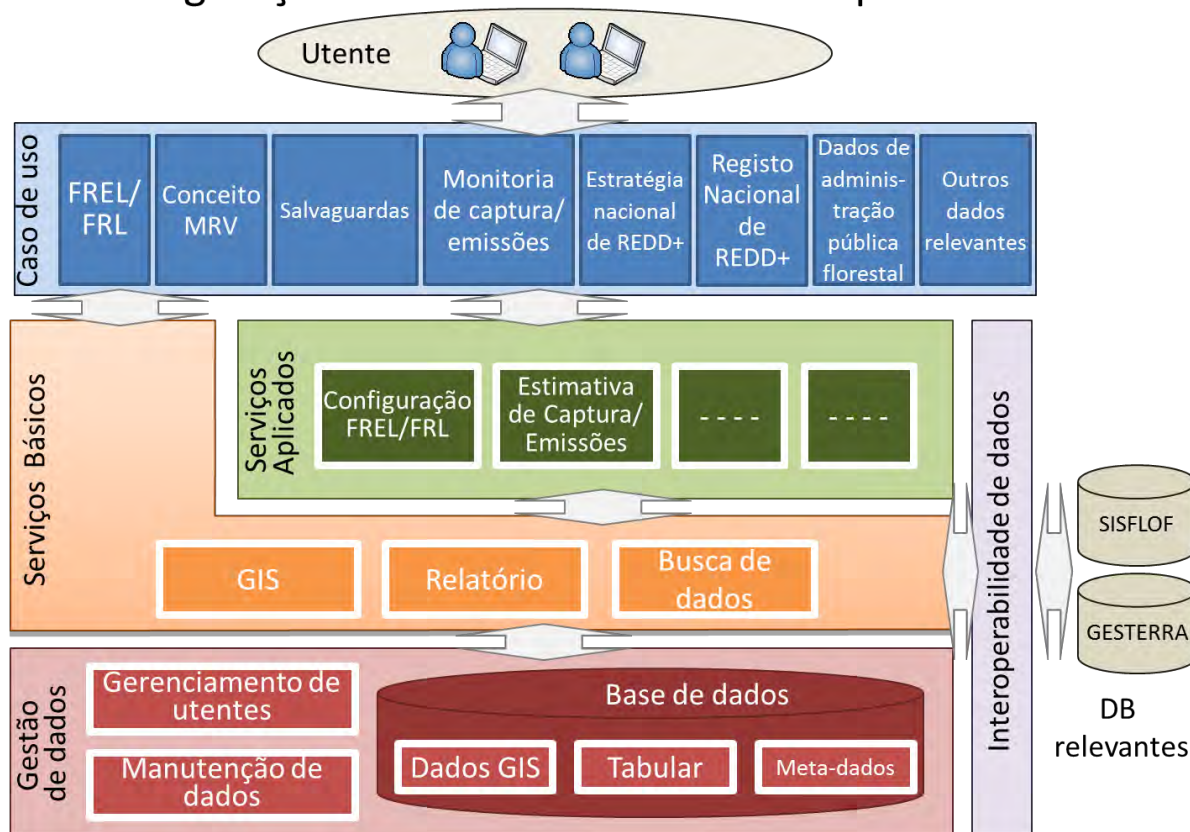 Utente
Caso de uso
FREL/
FRL
Conceito
MRV
Salvaguardas
Monitoria
de captura/
emissões
Estratégia
nacional
de REDD+
Registo
Nacional
de
REDD+
Dados de
adminis-
tração
pública
florestal
Outros
dados
relevantes
Serviços Básicos
Serviços
Aplicados
Configuração
FREL/FRL
Estimativa
de Captura/
Emissões
- - - -
- - - -
GIS
Relatório
Busca de
dados
Interoperabilidade de dados
SISFLOF
GESTERRA
DB
relevantes
Gestão
de dados
Gerenciamento de
utentes
Manutenção de
dados
Base de dados
Dados GIS
Tabular
Meta-dados